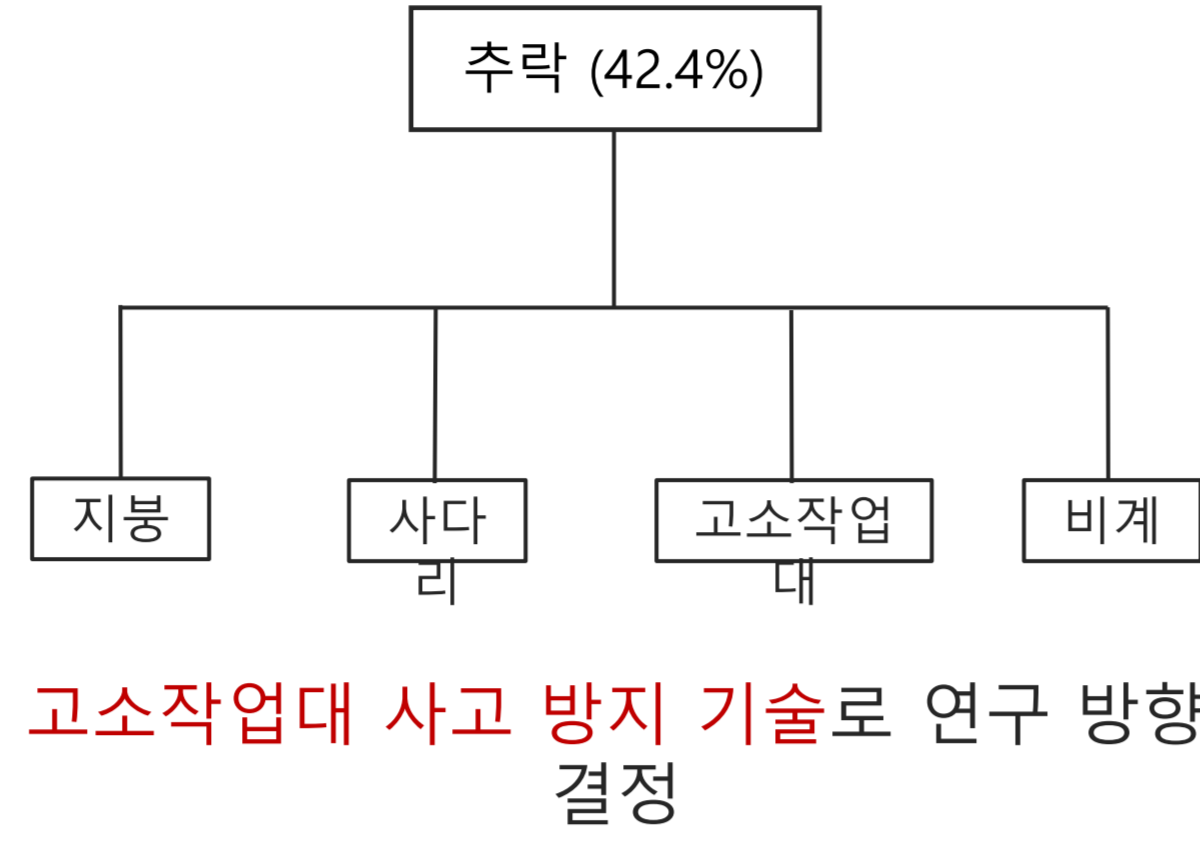 추락 (42.4%)
지붕
사다
리
고소작업
대
비계
고소작업대 사고 방지 기술로 연구 방향
결정